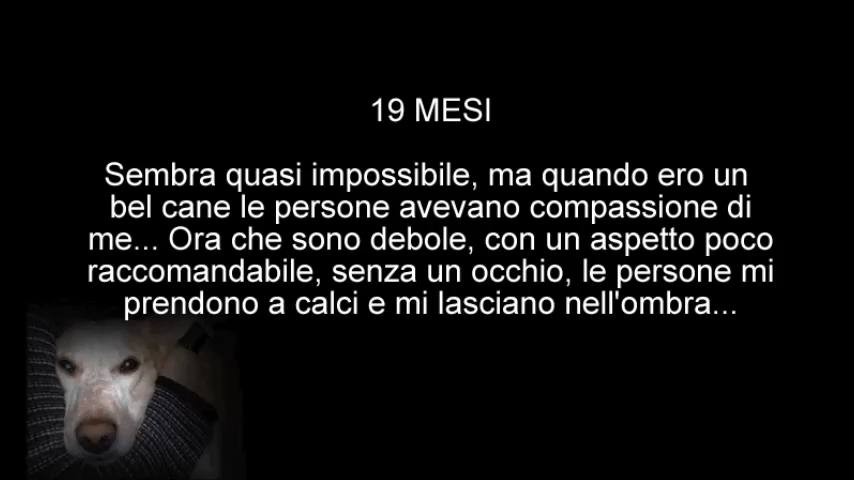 19 MESI
Sembra quasi impossibile, ma quando ero un
bel cane le persone avevano compassione di
me... Ora che sono debole, con un aspetto poco
raccomandabile, senza un occhio, le persone mi
prendono a calci e mi lasciano nell'ombra...